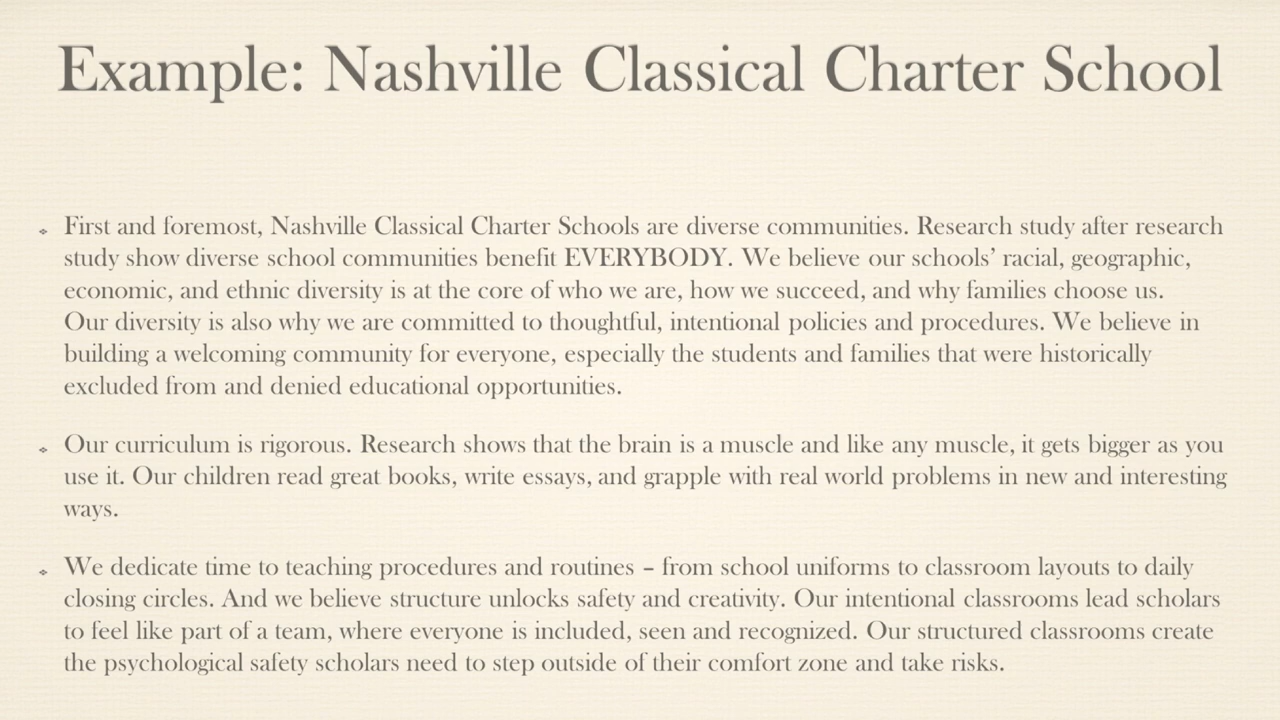 Example: Nashville Classical Charter School
First and foremost, Nashville Classical Charter Schools are diverse communities. Research study after research
study show diverse school communities benefit EVERYBODY. We believe our schools’ racial, geographic,
economic, and ethnic diversity is at the core of who we are, how we succeed, and why families choose us.
Our diversity is also why we are committed to thoughtful, intentional policies and procedures. We believe in
building a welcoming community for everyone, especially the students and families that were historically
excluded from and denied educational opportunities.
Our curriculum is rigorous. Research shows that the brain is a muscle and like any muscle, it gets bigger as you
use it. Our children read great books, write essays, and grapple with real world problems in new and interesting
ways.
We dedicate time to teaching procedures and routines – from school uniforms to classroom layouts to daily
closing circles. And we believe structure unlocks safety and creativity. Our intentional classrooms lead scholars
to feel like part of a team, where everyone is included, seen and recognized. Our structured classrooms create
the psychological safety scholars need to step outside of their comfort zone and take risks.